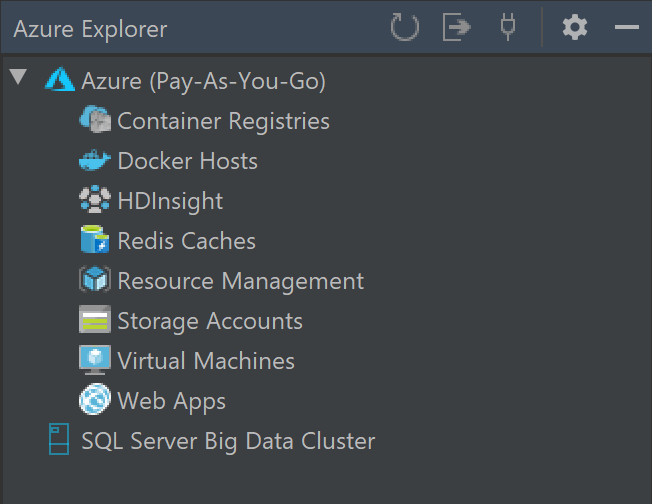 Azure Explorer
Azure (Pay-As-You-Go)
Container Registries
Docker Hosts
HDInsight
Redis Caches
Resource Management
Storage Accounts
Virtual Machines
Web Apps
SQL Server Big Data Cluster